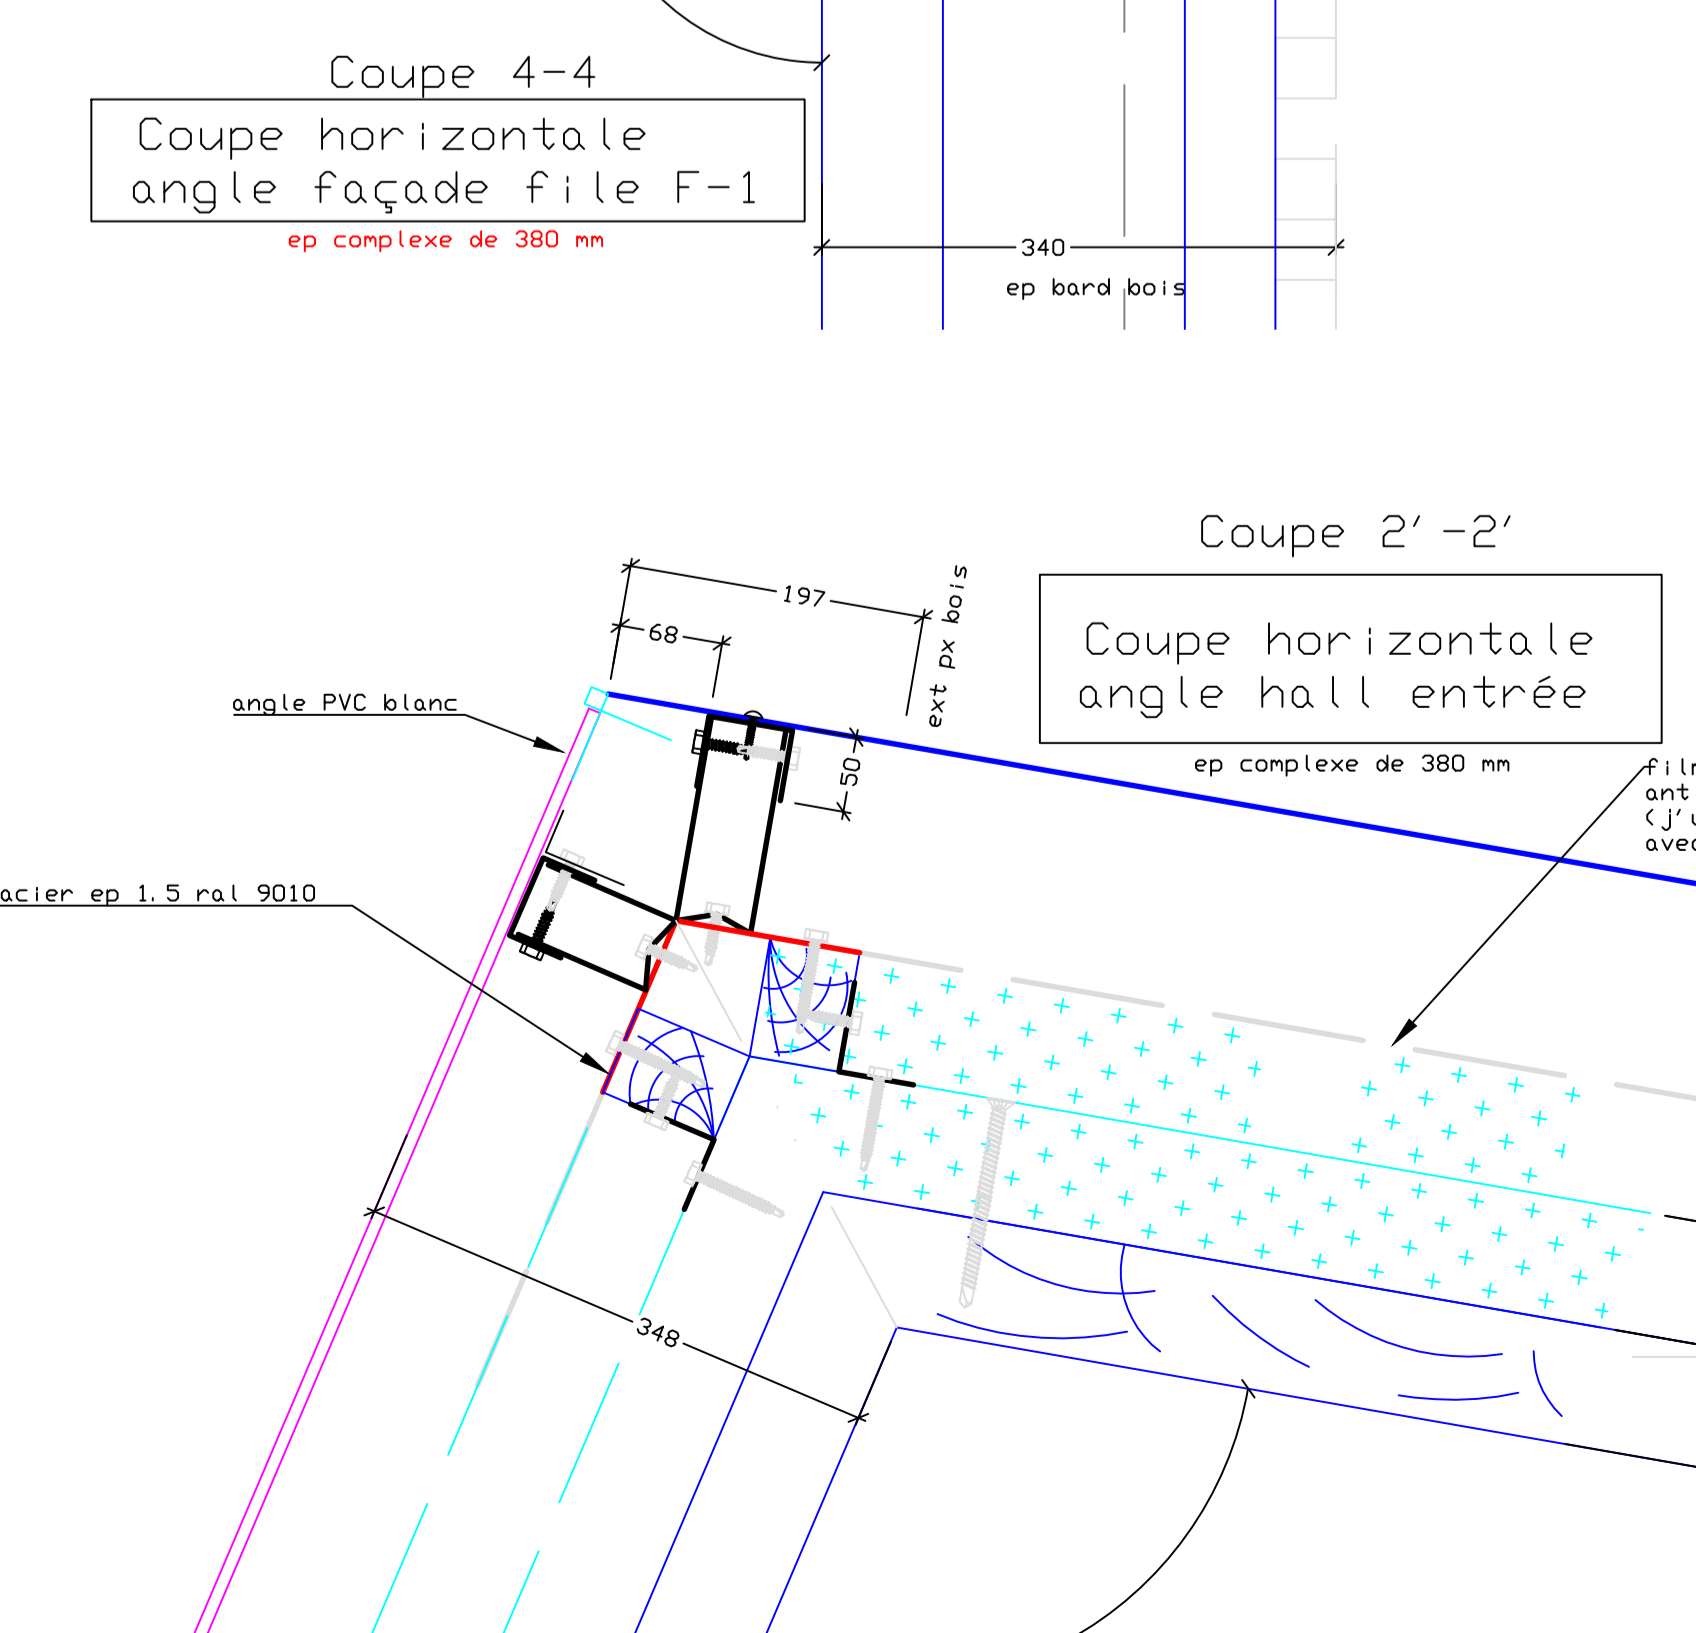 Coupe 4-4
Coupe horizontale
angle façade file F-1
ep complexe de 380 mm
340
ep bard bois
Coupe 2'-2'
Coupe horizontale
angle hall entrée
ep complexe de 380 mm
197
68
ext px bois
50
angle PVC blanc
acier ep 1.5 ral 9010
ant
avec
348